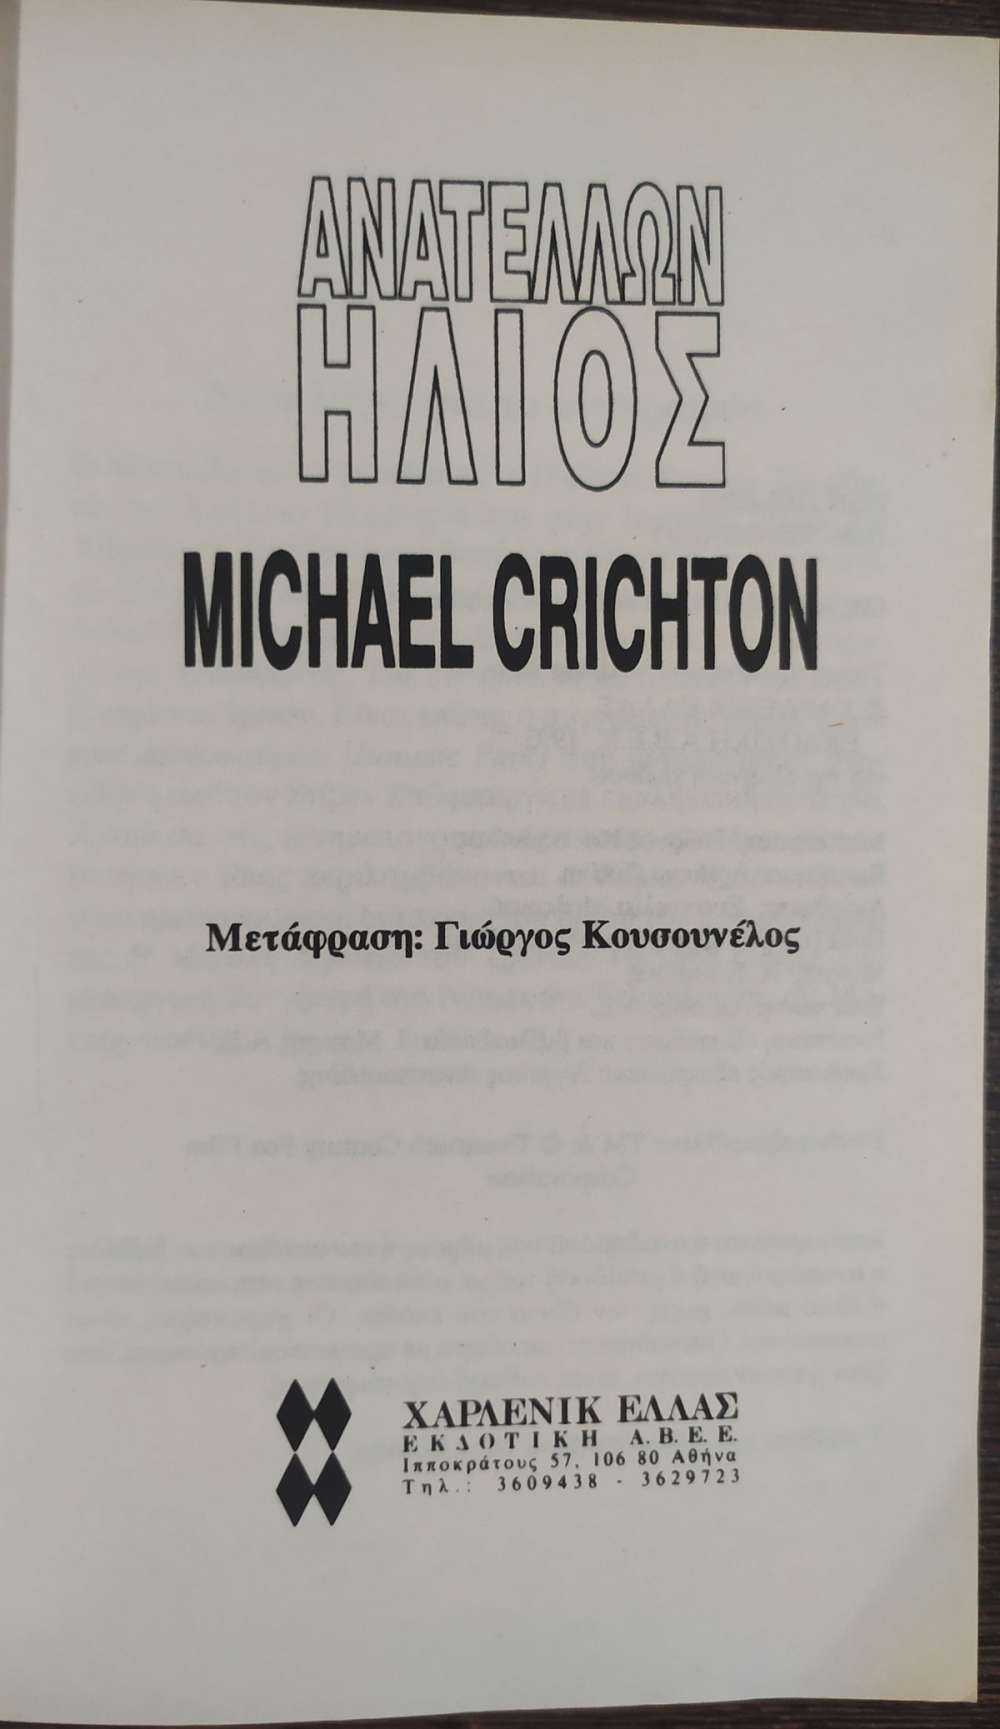 ΑΝΑΤΕΛΛΩΝ
ΗΛΙΟΣ
MICHAEL CRICHTON
Μετάφραση: Γιώργος Κουσουνέλος
ΧΑΡΛΕΝΙΚ ΕΛΛΑΣ
ΕΚΔΟΤΙΚΗ Α.Β.Ε.Ε.
Ιπποκράτους 57, 106 80 Αθήνα
Τηλ.: 3609438 - 3629723